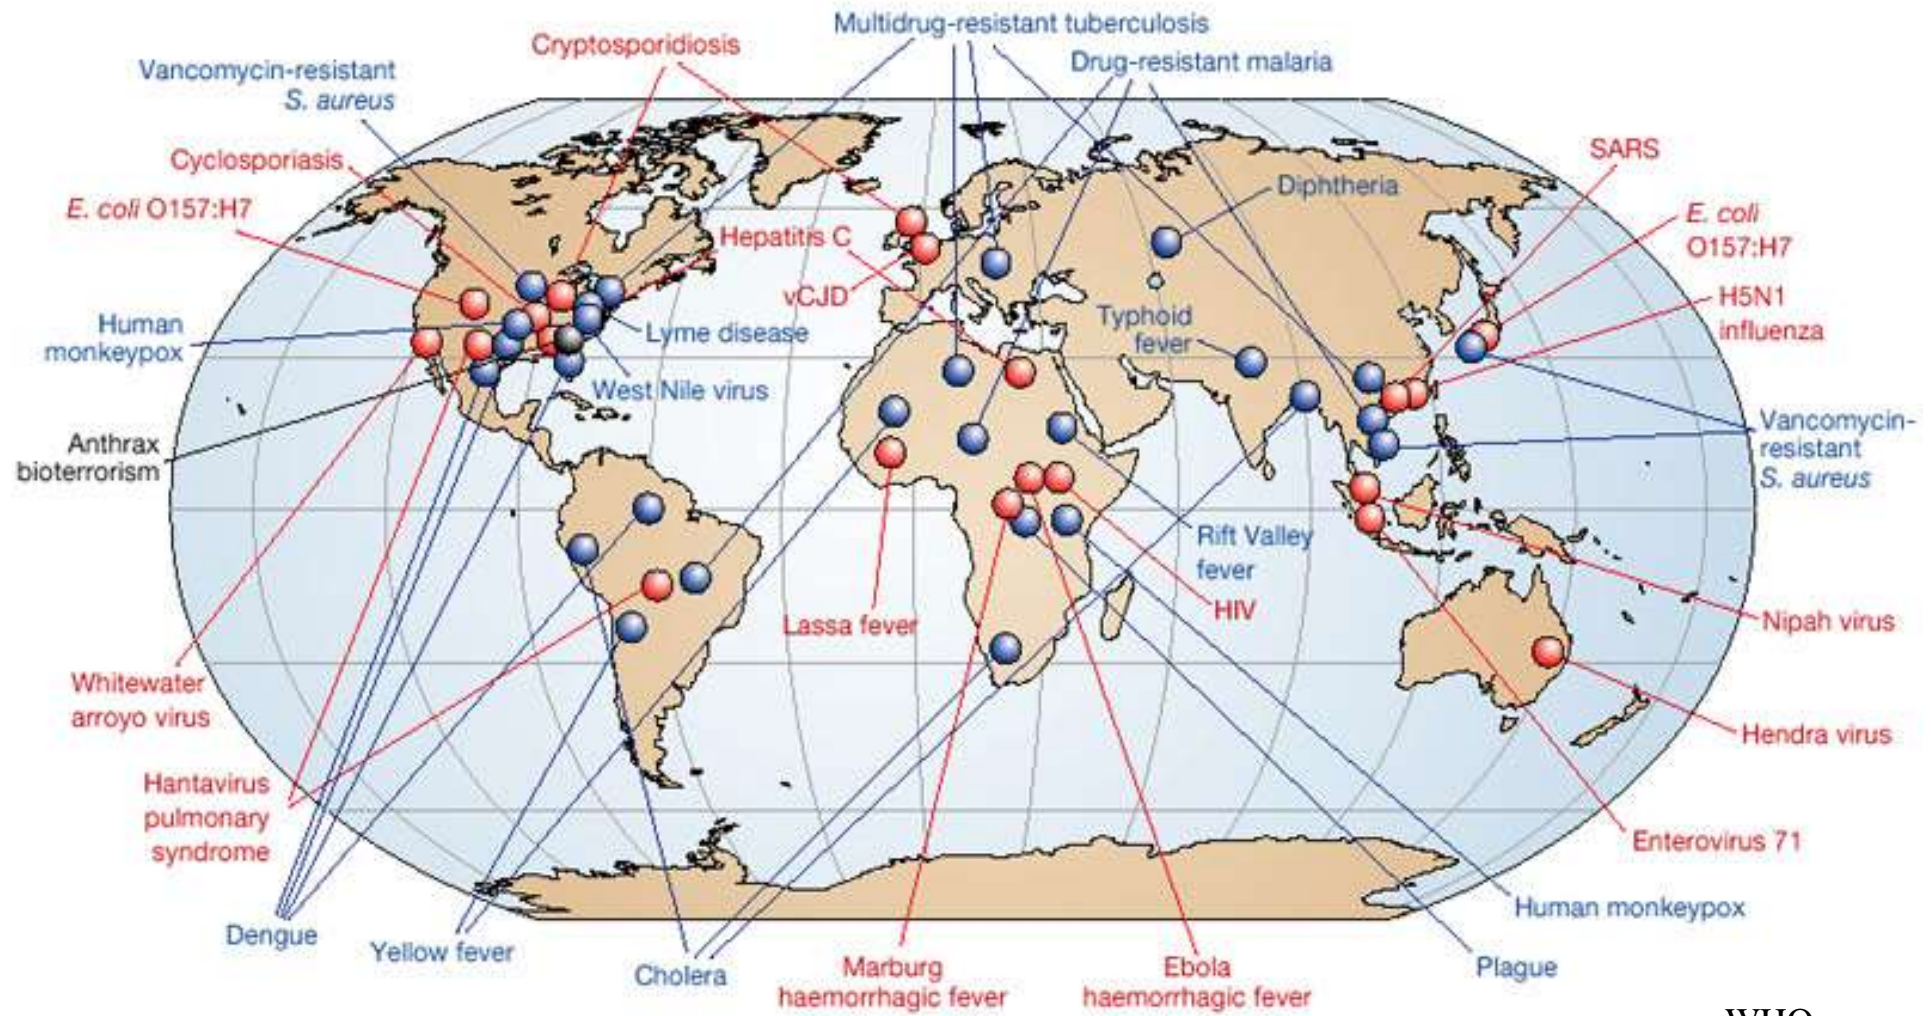 Multidrug-resistant tuberculosis
Cryptosporidiosis
Drug-resistant malaria
Vancomycin-resistant
S. aureus
SARS
Cyclosporiasis
Diphtheria
E. coli O157:H7
E. coli
O157:H7
Hepatitis C
vCJD
H5N1
influenza
Human
monkeypox
Lyme disease
Typhoid
fever
West Nile virus
Anthrax
bioterrorism
Vancomycin-
resistant
S. aureus
Rift Valley
fever
HIV
Lassa fever
Nipah virus
Whitewater
arroyo virus
Hendra virus
Hantavirus
pulmonary
syndrome
Enterovirus 71
Human monkeypox
Dengue
Yellow fever
Cholera
Marburg
haemorrhagic fever
Ebola
haemorrhagic fever
Plague
WHO